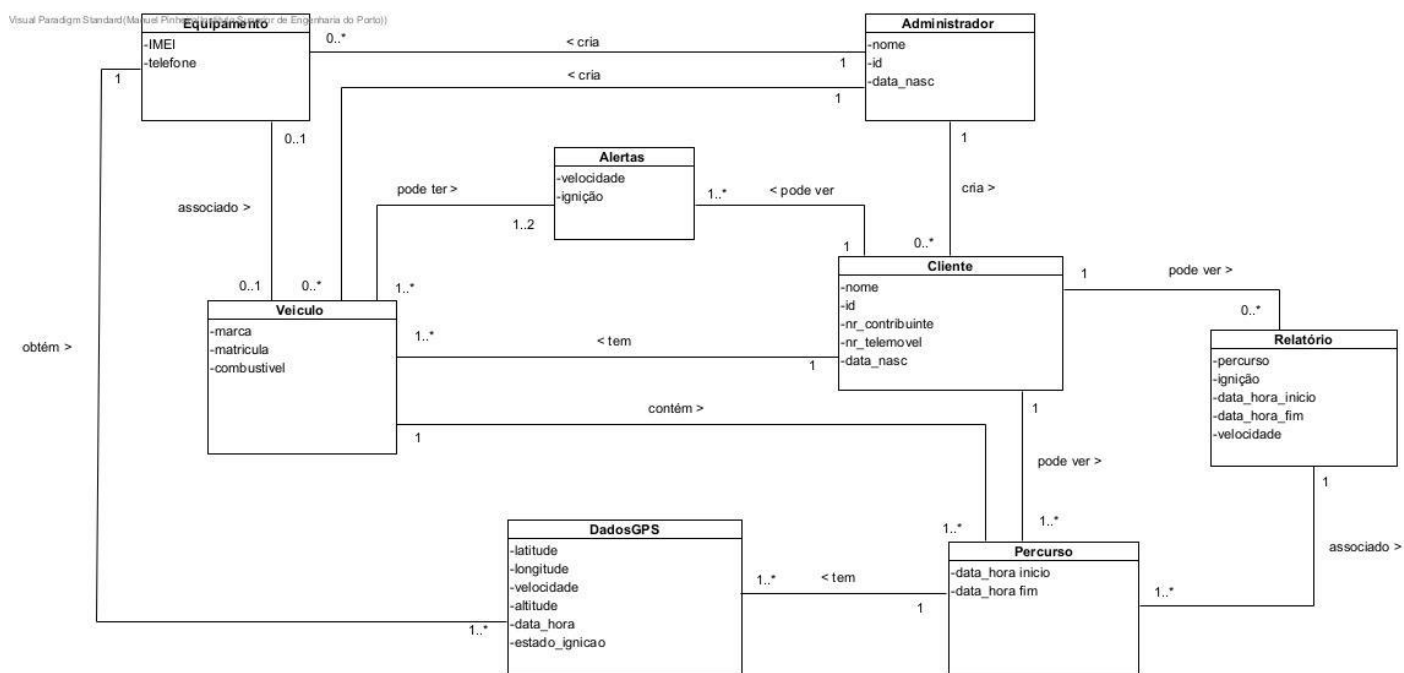 Visual Paradigm Standard(Manuel Pinheiro(Instituto Superior de Engenharia do Porto))
Equipamento
-IMEI
-telefone
Administrador
-nome
-id
-data_nasc
0..*
< cria
1
< cria
1
1
0..1
1
Alertas
-velocidade
-ignição
pode ter >
1..2
1..*
< pode ver
1
cria >
0..*
associado >
0..1
0..*
1..*
Cliente
-nome
-id
-nr_contribuinte
-nr_telemovel
-data_nasc
1
pode ver >
0..*
Veiculo
-marca
-matricula
-combustivel
1..*
< tem
1
obtém >
Relatório
-percurso
-ignição
-data_hora_inicio
-data_hora_fim
-velocidade
contém >
1
1
pode ver >
1
1..*
1..*
associado >
DadosGPS
-latitude
-longitude
-velocidade
-altitude
-data_hora
-estado_ignicao
1..*
1..*
< tem
1
Percurso
-data_hora inicio
-data_hora fim
1..*